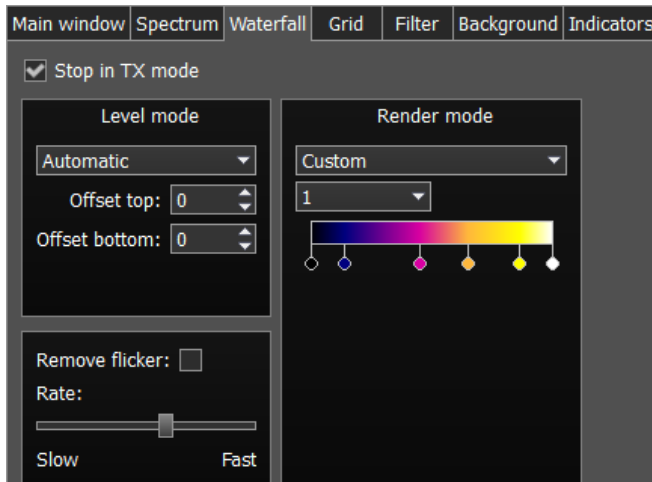 Main window Spectrum Waterfall Grid Filter Background Indicators
Stop in TX mode
Level mode
Automatic
Offset top: 0
Offset bottom: 0
Render mode
Custom
1
Remove flicker:
Rate:
Slow Fast